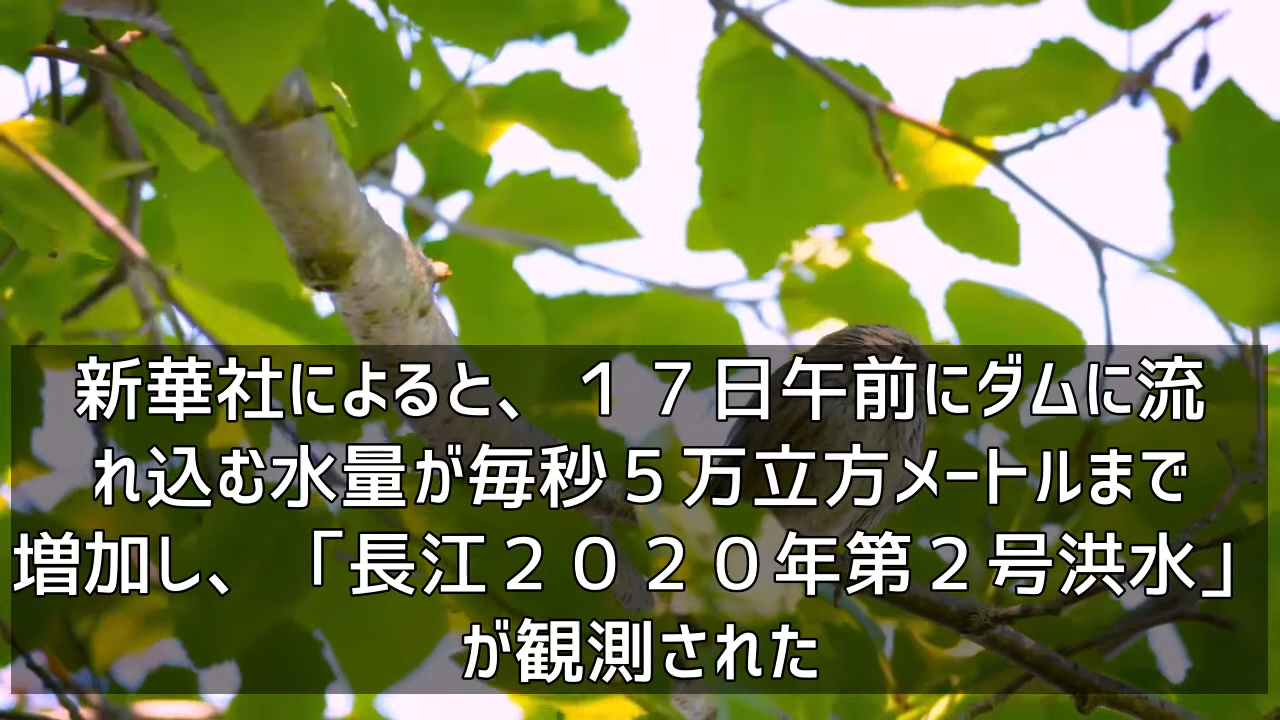 新華社によると、１７日午前にダムに流
れ込む水量が毎秒５万立方メートルまで
増加し、「長江２０２０年第２号洪水」
が観測された